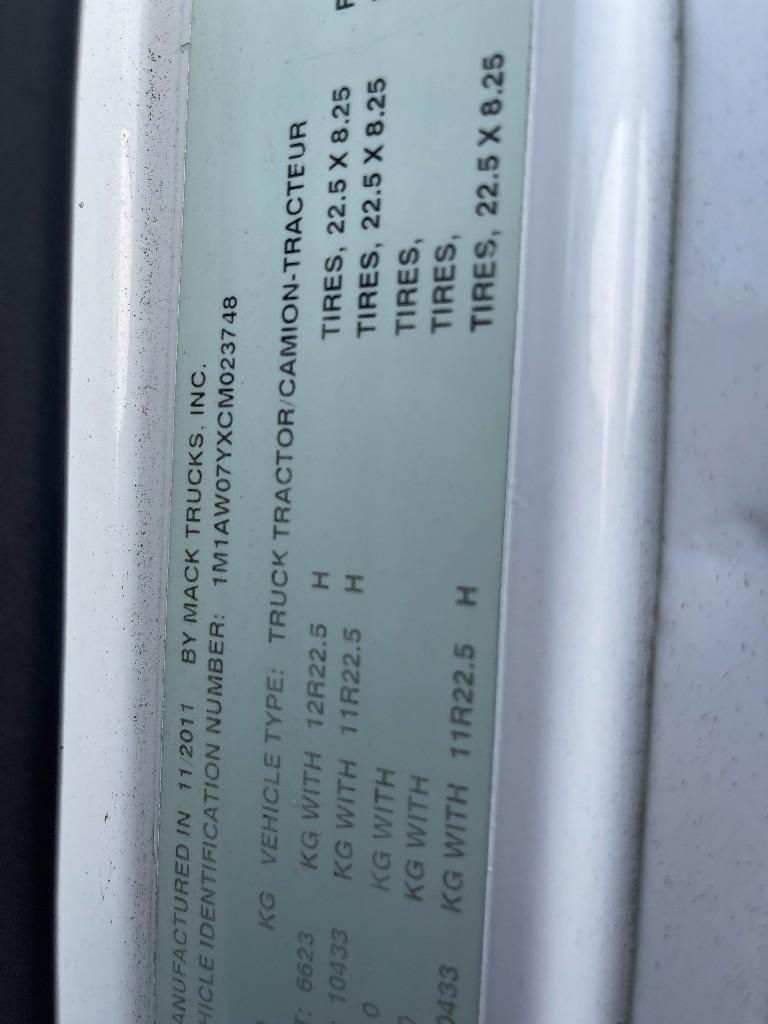 ANUFACTURED IN 11/2011 BY MACK TRUCKS, INC.
HICLE IDENTIFICATION NUMBER: 1M1AW07YXCM023748
KG VEHICLE TYPE: TRUCK TRACTOR/CAMION-TRACTEUR
T: 6623 KG WITH 12R22.5 H TIRES, 22.5 X 8.25
10433 KG WITH 11R22.5 H TIRES, 22.5 X 8.25
0 KG WITH TIRES,
KG WITH TIRES,
0433 KG WITH 11R22.5 H TIRES, 22.5 X 8.25